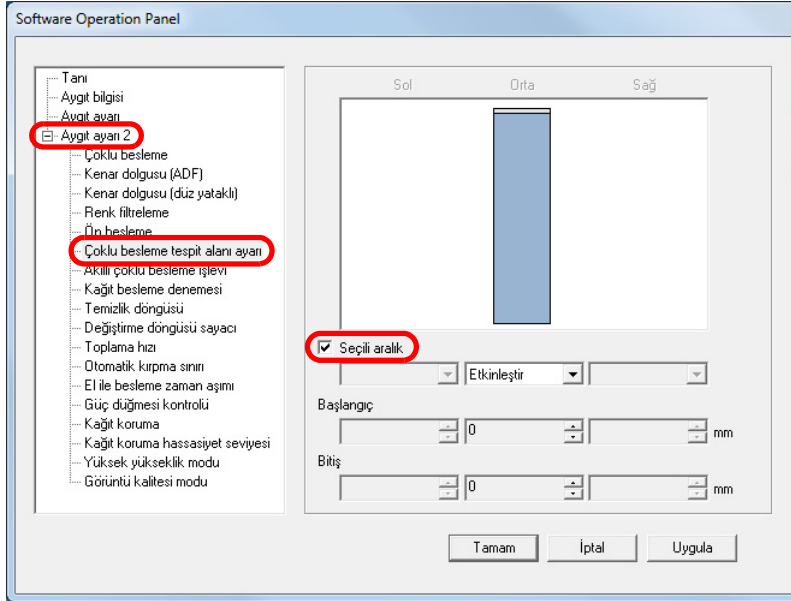 Software Operation Panel
Tanı
Aygıt bilgisi
Aygıt ayarı
Aygıt ayarı 2
Çoklu besleme
Kenar dolgusu (ADF)
Kenar dolgusu (düz yataklı)
Renk filtreleme
Ön besleme
Çoklu besleme tespit alanı ayarı
Akıllı çoklu besleme işlevi
Kağıt besleme denemesi
Temizlik döngüsü
Değiştirme döngüsü sayacı
Toplama hızı
Otomatik kırpma sınırı
El ile besleme zaman aşımı
Güç düğmesi kontrolü
Kağıt koruma
Kağıt koruma hassasiyet seviyesi
Yüksek yükseklik modu
Görüntü kalitesi modu
Sol Orta Sağ
Seçili aralık
Etkinleştir
Başlangıç
0 mm
Bitiş
0 mm
Tamam İptal Uygula